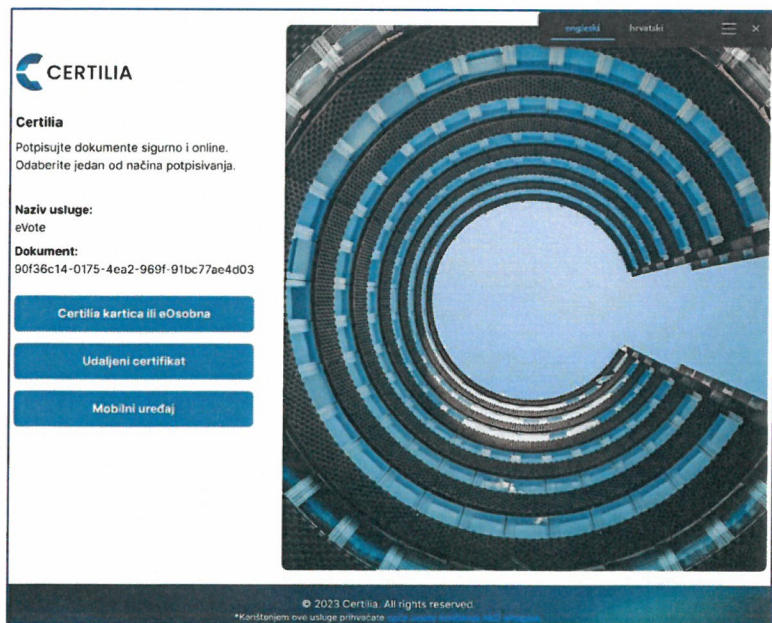 engleski hrvatski
CERTILIA
Certilia
Potpisujte dokumente sigurno i online.
Odaberite jedan od načina potpisivanja.
Naziv usluge:
eVote
Dokument:
90f36c14-0175-4ea2-969f-91bc77ae4d03
Certilia kartica ili eOsobna
Udaljeni certifikat
Mobilni uređaj
© 2023 Certilia. All rights reserved.
*Korištenjem ove usluge prihvaćate